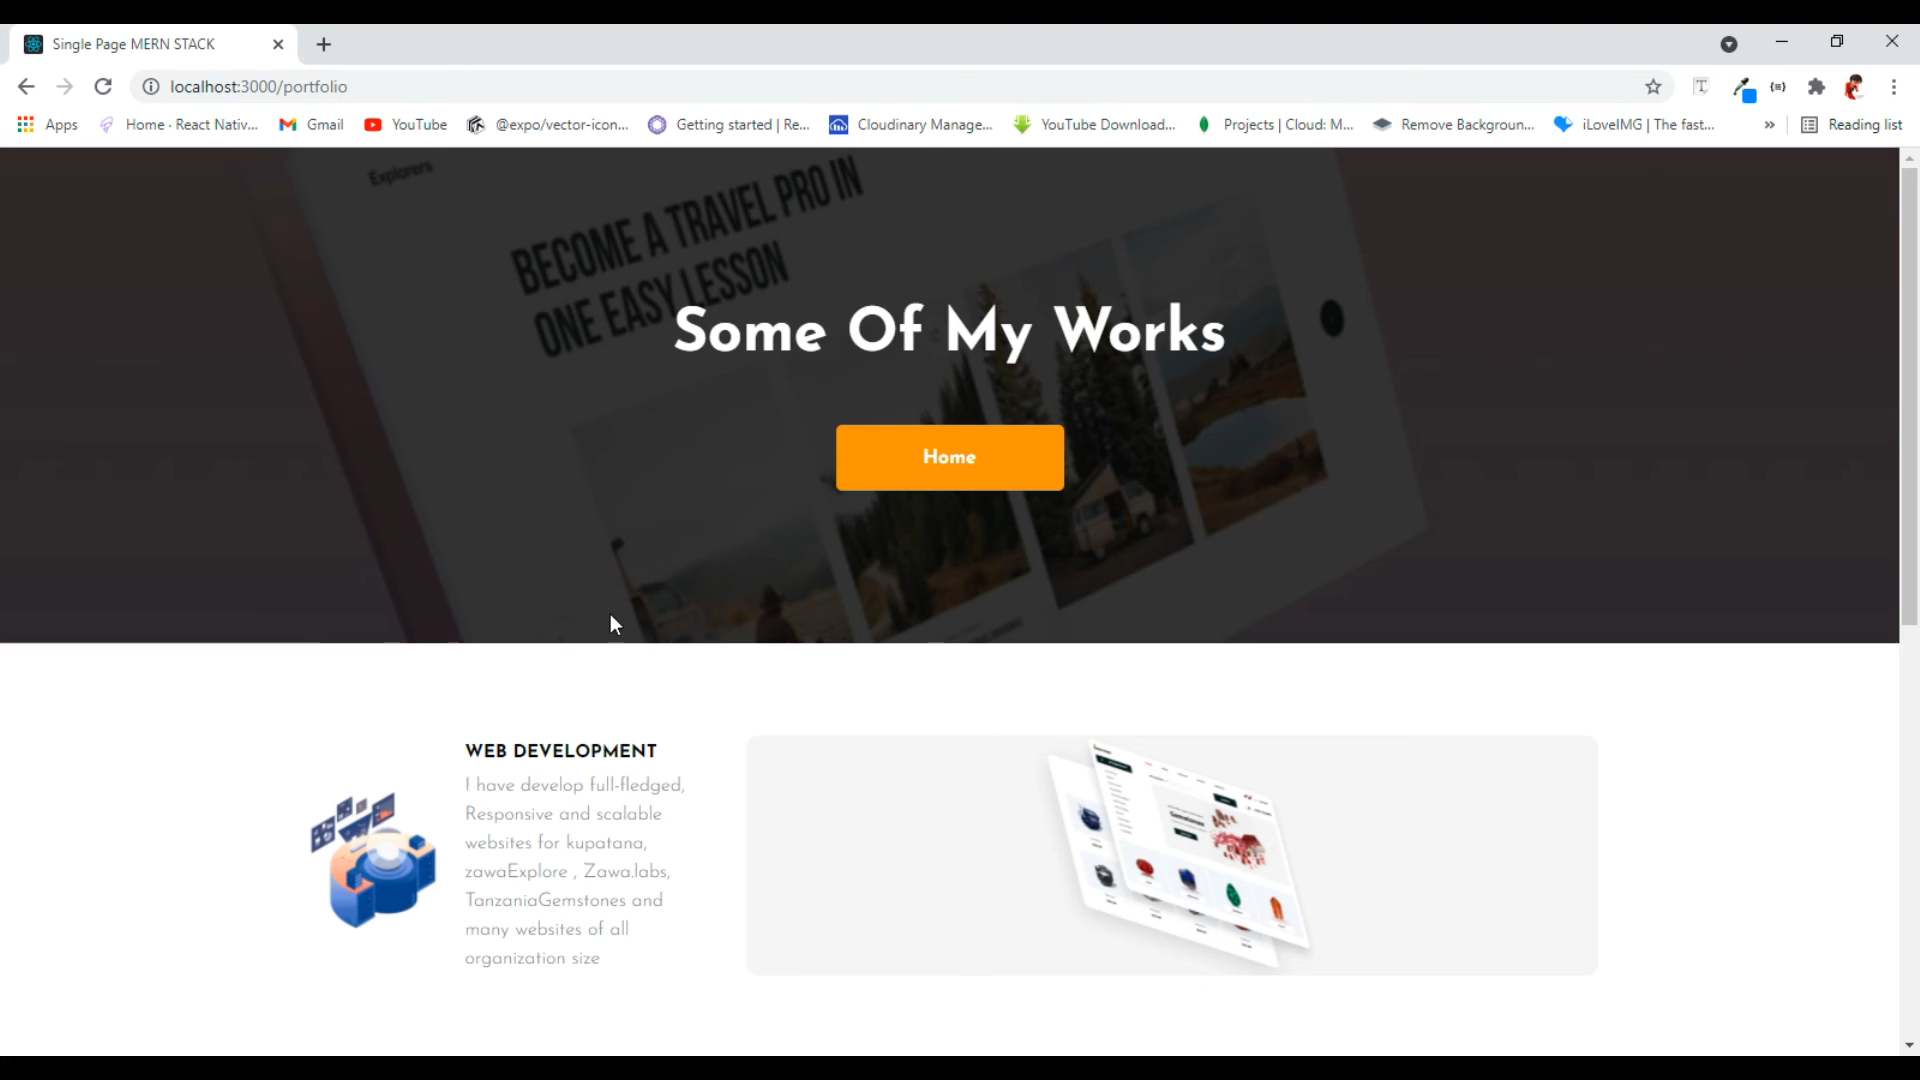 Single Page MERN STACK
localhost:3000/portfolio
Apps
Home · React Nativ...
Gmail
YouTube
@expo/vector-icon...
Getting started | Re...
Cloudinary Manage...
YouTube Download...
Projects | Cloud: M...
Remove Backgroun...
iLoveIMG | The fast...
»
Reading list
Explorers
BECOME A TRAVEL PRO IN
ONE EASY LESSON
Some Of My Works
Home
WEB DEVELOPMENT
I have develop full-fledged,
Responsive and scalable
websites for kupatana,
zawaExplore , Zawa.labs,
TanzaniaGemstones and
many websites of all
organization size
Gemstones